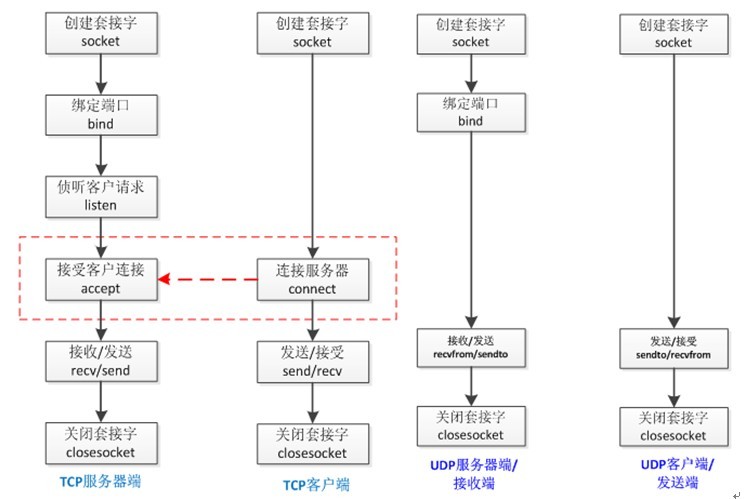 创建套接字
socket
绑定端口
bind
侦听客户请求
listen
接受客户连接
accept
接收/发送
recv/send
关闭套接字
closesocket
TCP服务器端
创建套接字
socket
连接服务器
connect
发送/接受
send/recv
关闭套接字
closesocket
TCP客户端
创建套接字
socket
绑定端口
bind
接收/发送
recvfrom/sendto
关闭套接字
closesocket
UDP服务器端/
接收端
创建套接字
socket
发送/接受
sendto/recvfrom
关闭套接字
closesocket
UDP客户端/
发送端